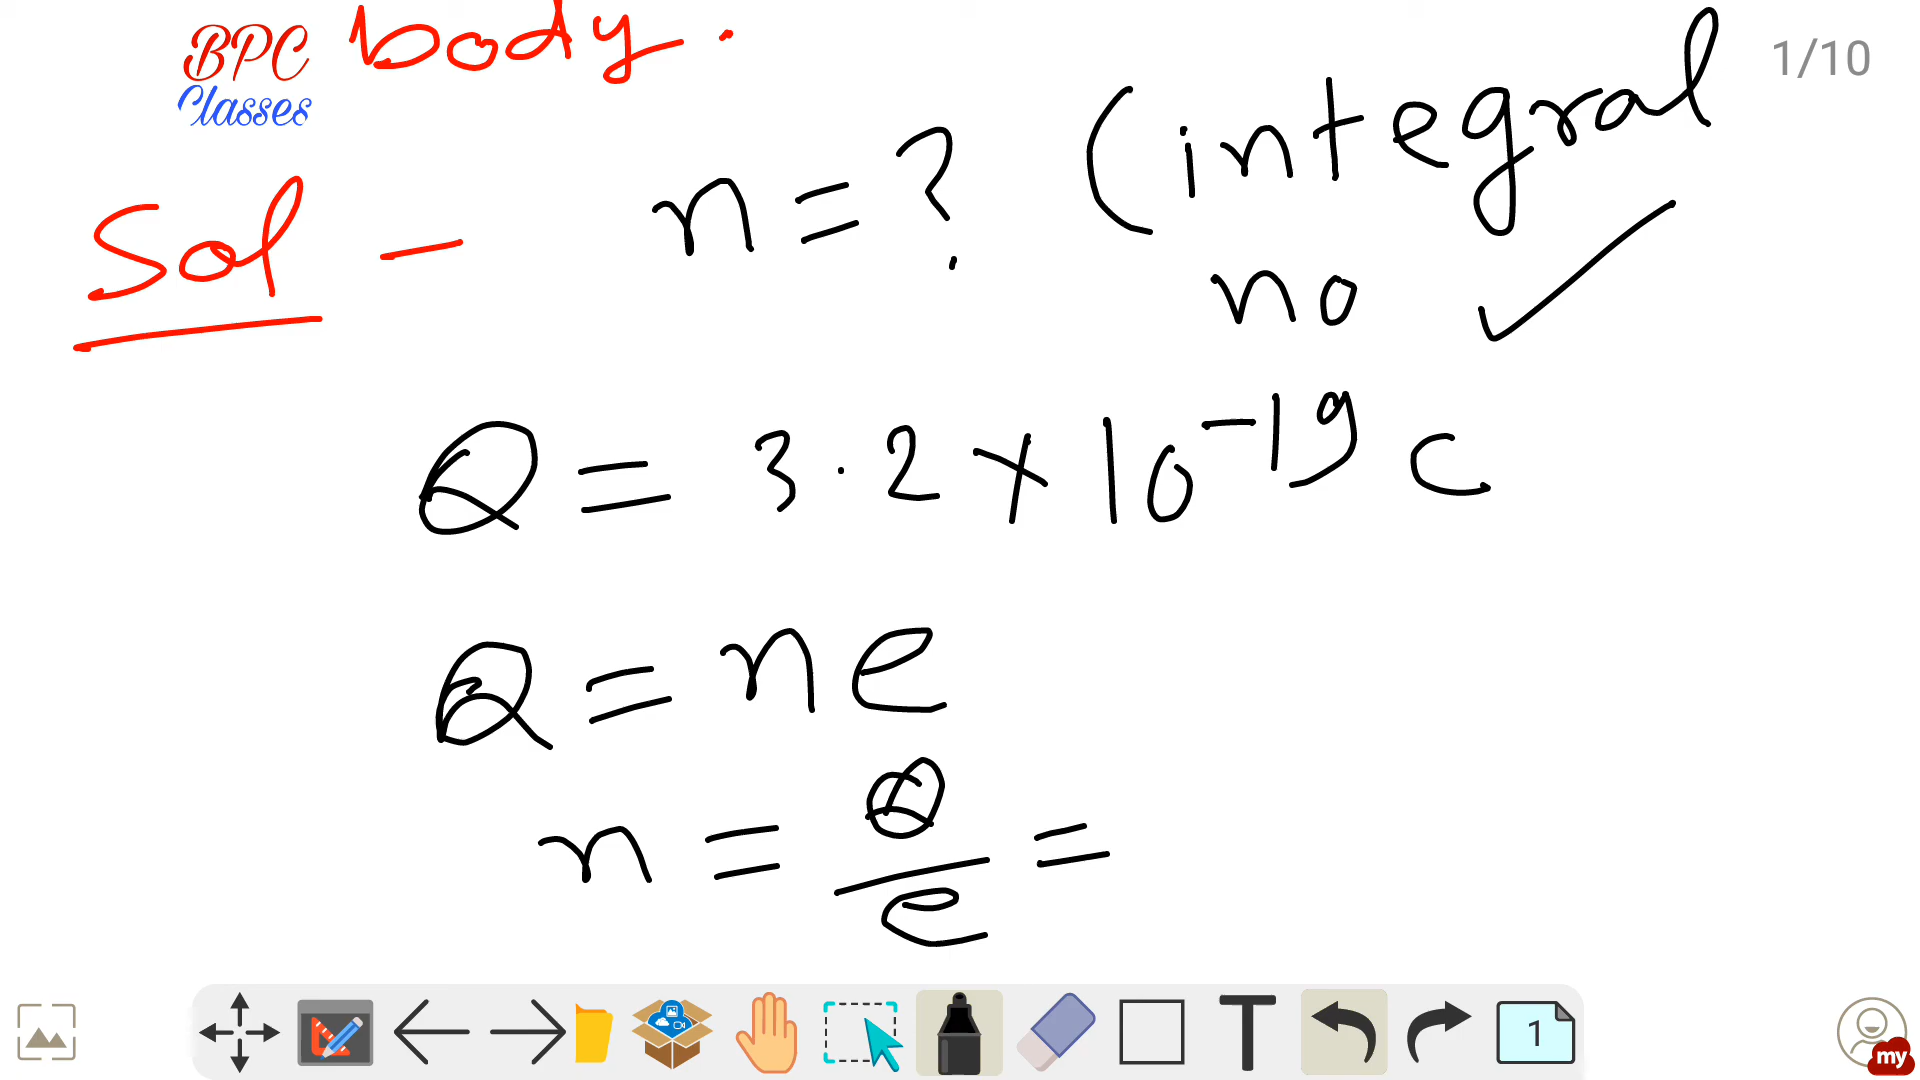 BPC body.
Classes
1/10
Sol - n = ? (integral
no
Q = 3.2 × 10⁻¹⁹ C
Q = ne
n = Q/e =
T
1
my